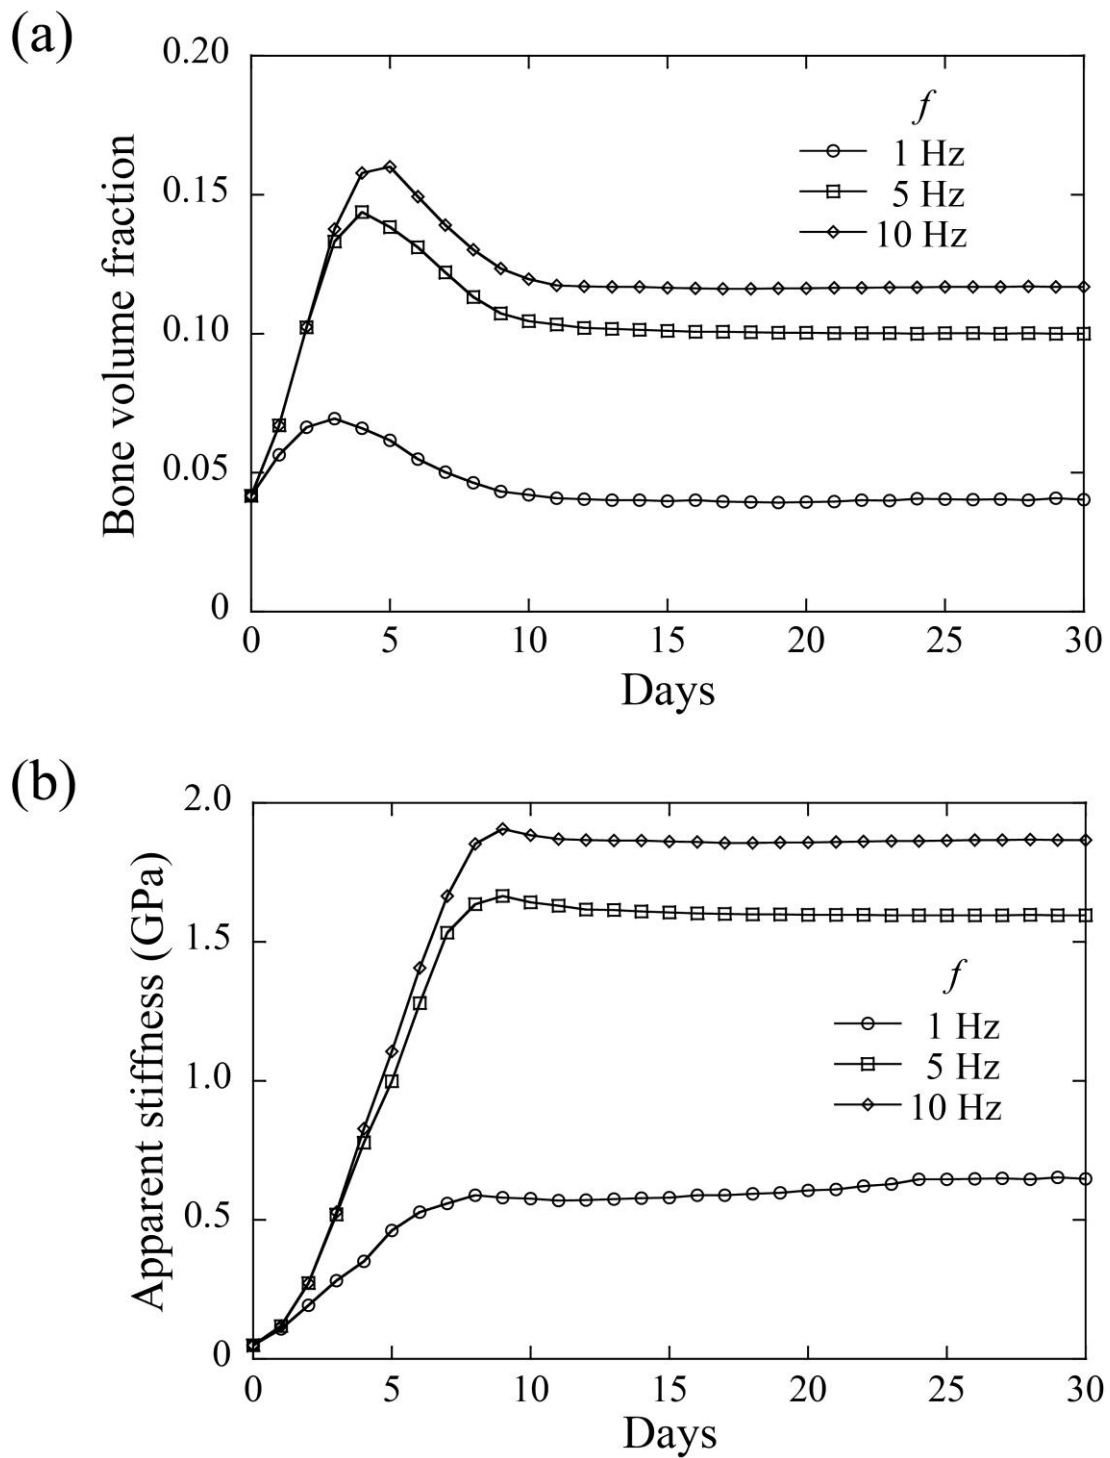 (a)
0.20
0.15
0.10
0.05
0
Bone volume fraction
f
1 Hz
5 Hz
10 Hz
0 5 10 15 20 25 30
Days
(b)
2.0
1.5
1.0
0.5
0
Apparent stiffness (GPa)
f
1 Hz
5 Hz
10 Hz
0 5 10 15 20 25 30
Days